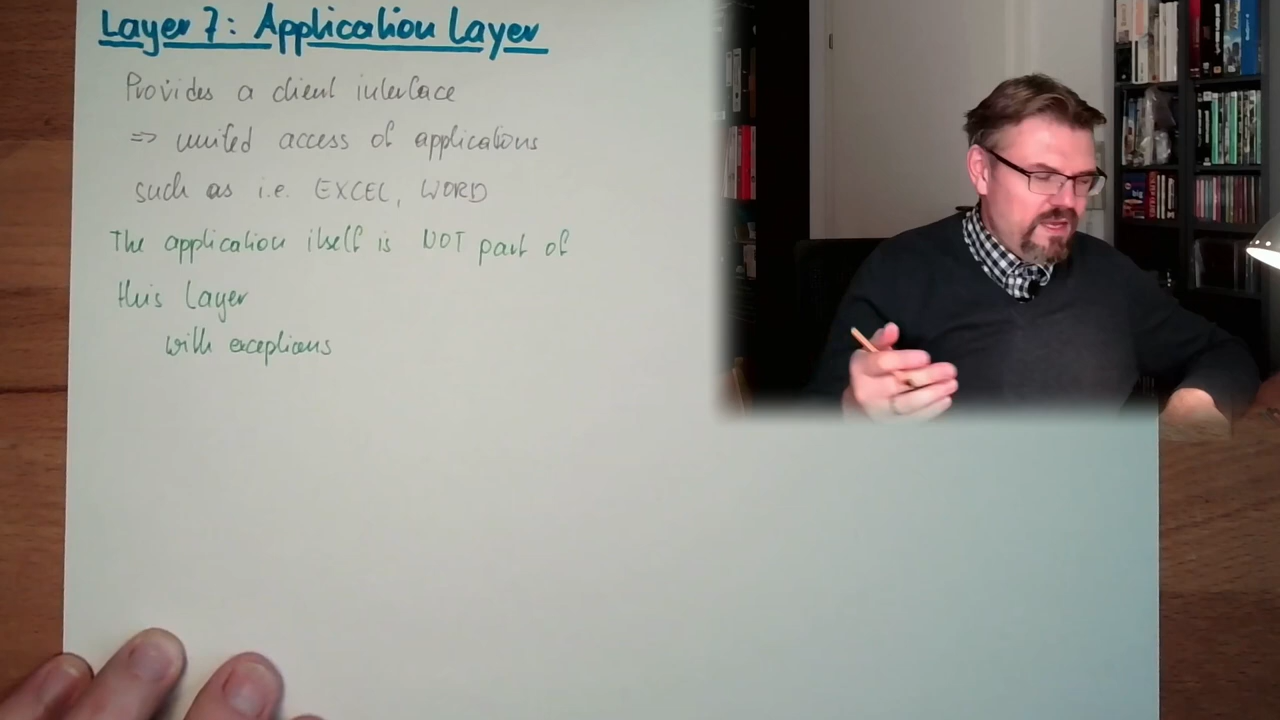 Layer 7: Application Layer
Provides a client interface
=> united access of applications
such as i.e. EXCEL, WORD
The application itself is NOT part of
this Layer
with exceptions